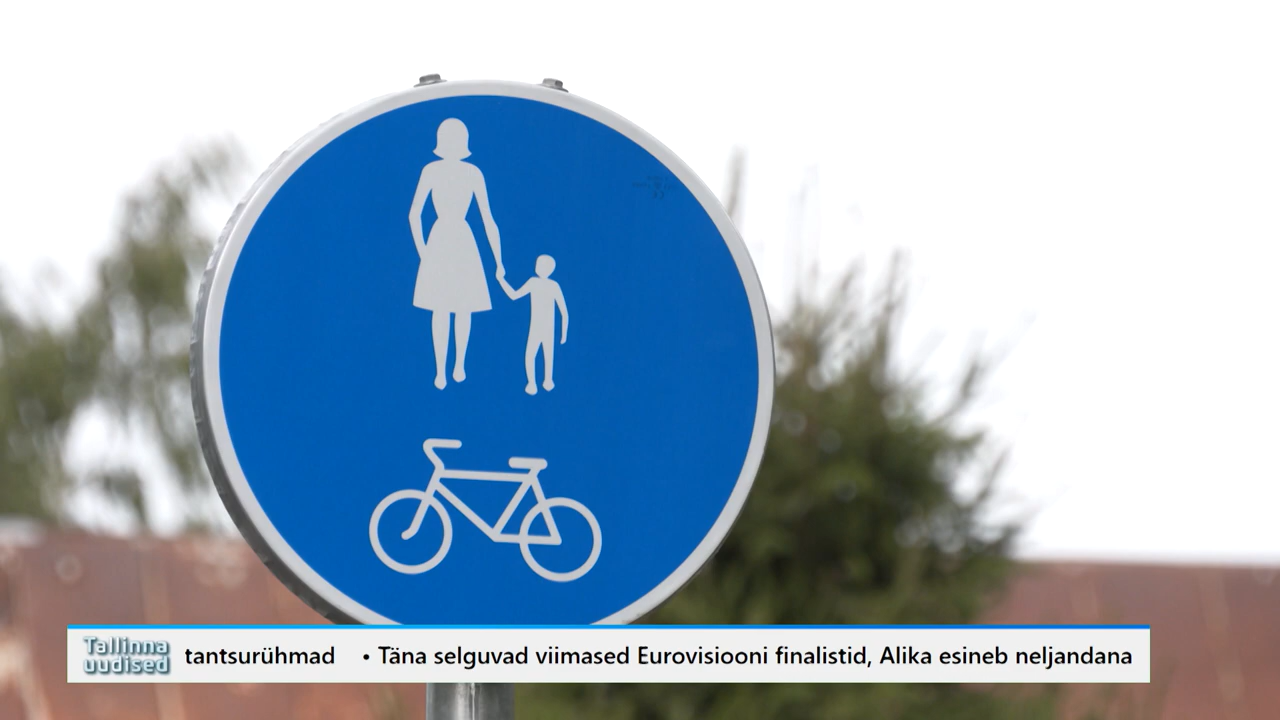 Tallinna
uudised
tantsurühmad • Täna selguvad viimased Eurovisiooni finalistid, Alika esineb neljandana